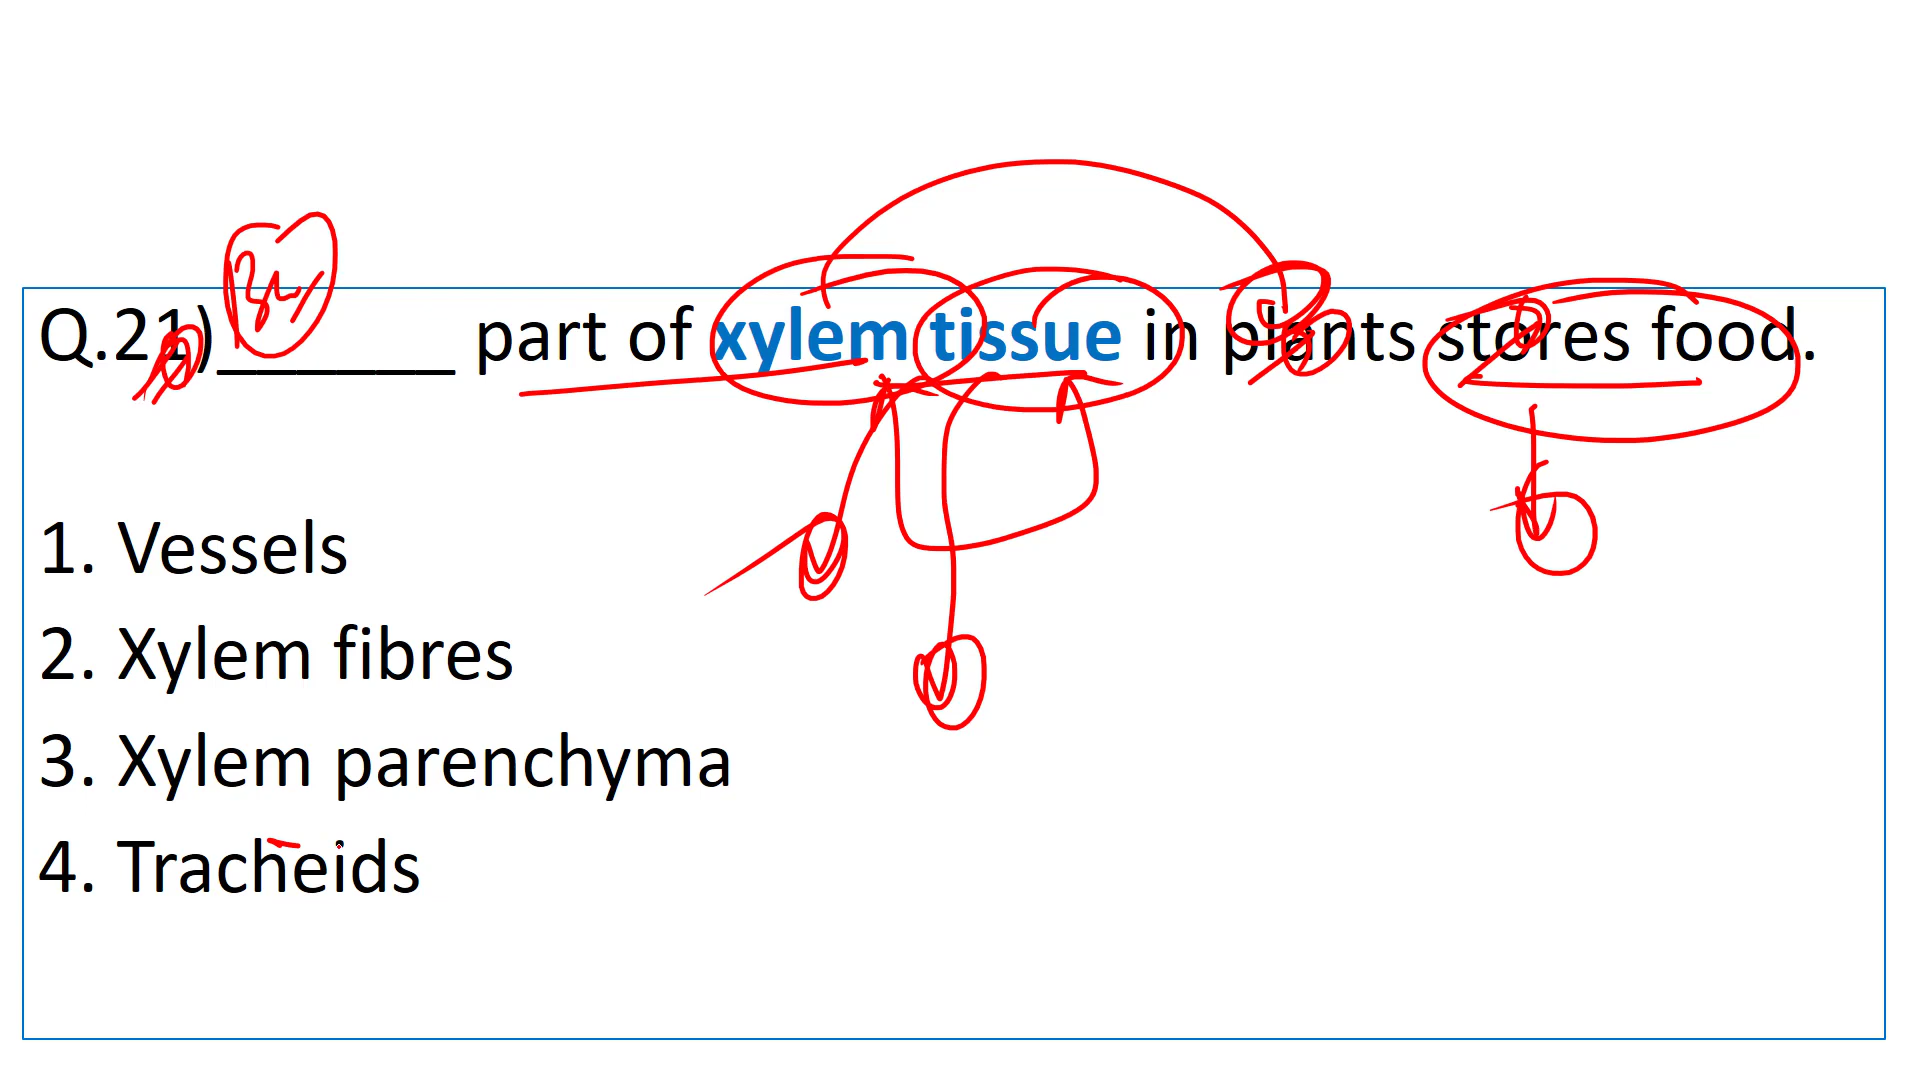 Q.21)_______ part of xylem tissue in plants stores food.
1. Vessels
2. Xylem fibres
3. Xylem parenchyma
4. Tracheids